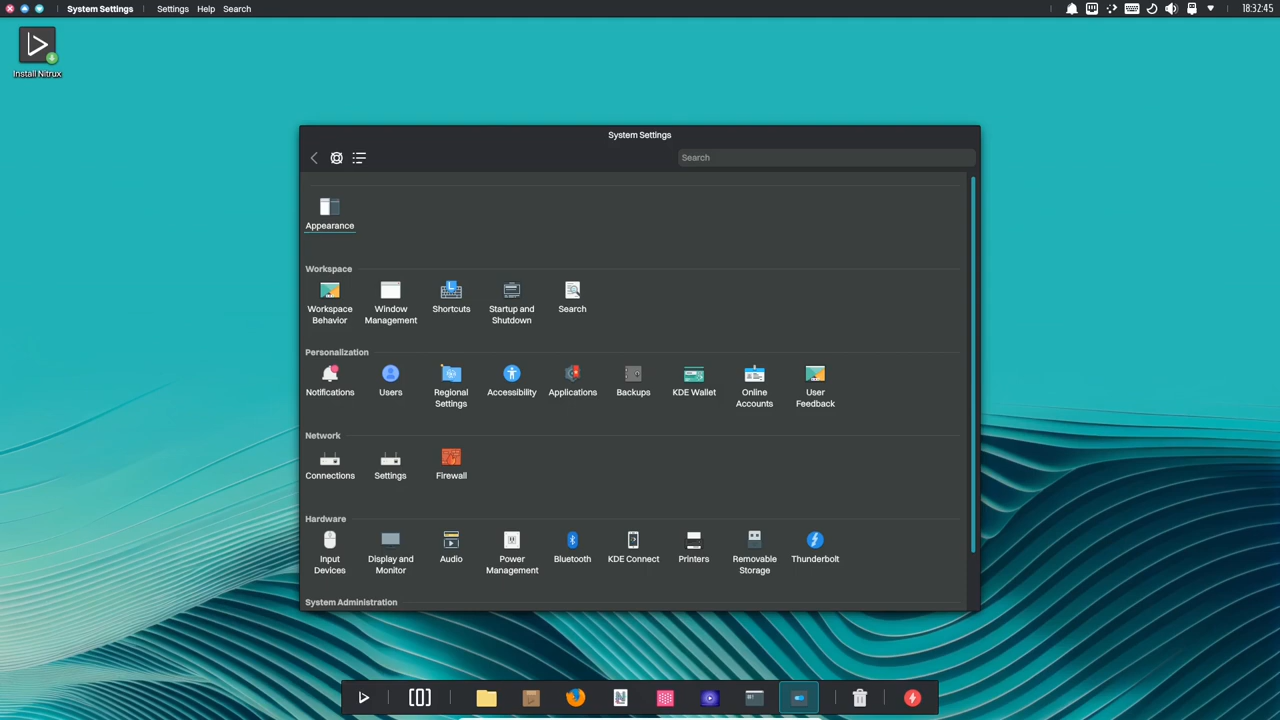 System Settings Settings Help Search 18:32:45
Install Nitrux
System Settings
Search
Appearance
Workspace
Workspace Behavior
Window Management
Shortcuts
Startup and Shutdown
Search
Personalization
Notifications
Users
Regional Settings
Accessibility
Applications
Backups
KDE Wallet
Online Accounts
User Feedback
Network
Connections
Settings
Firewall
Hardware
Input Devices
Display and Monitor
Audio
Power Management
Bluetooth
KDE Connect
Printers
Removable Storage
Thunderbolt
System Administration